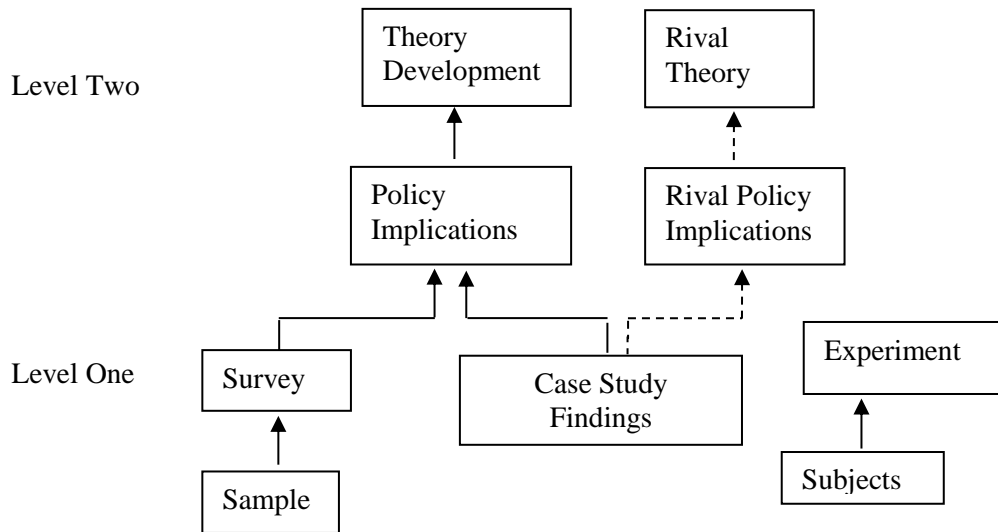 Theory
Development
Rival
Theory
Level Two
Policy
Implications
Rival Policy
Implications
Level One
Survey
Case Study
Findings
Experiment
Sample
Subjects